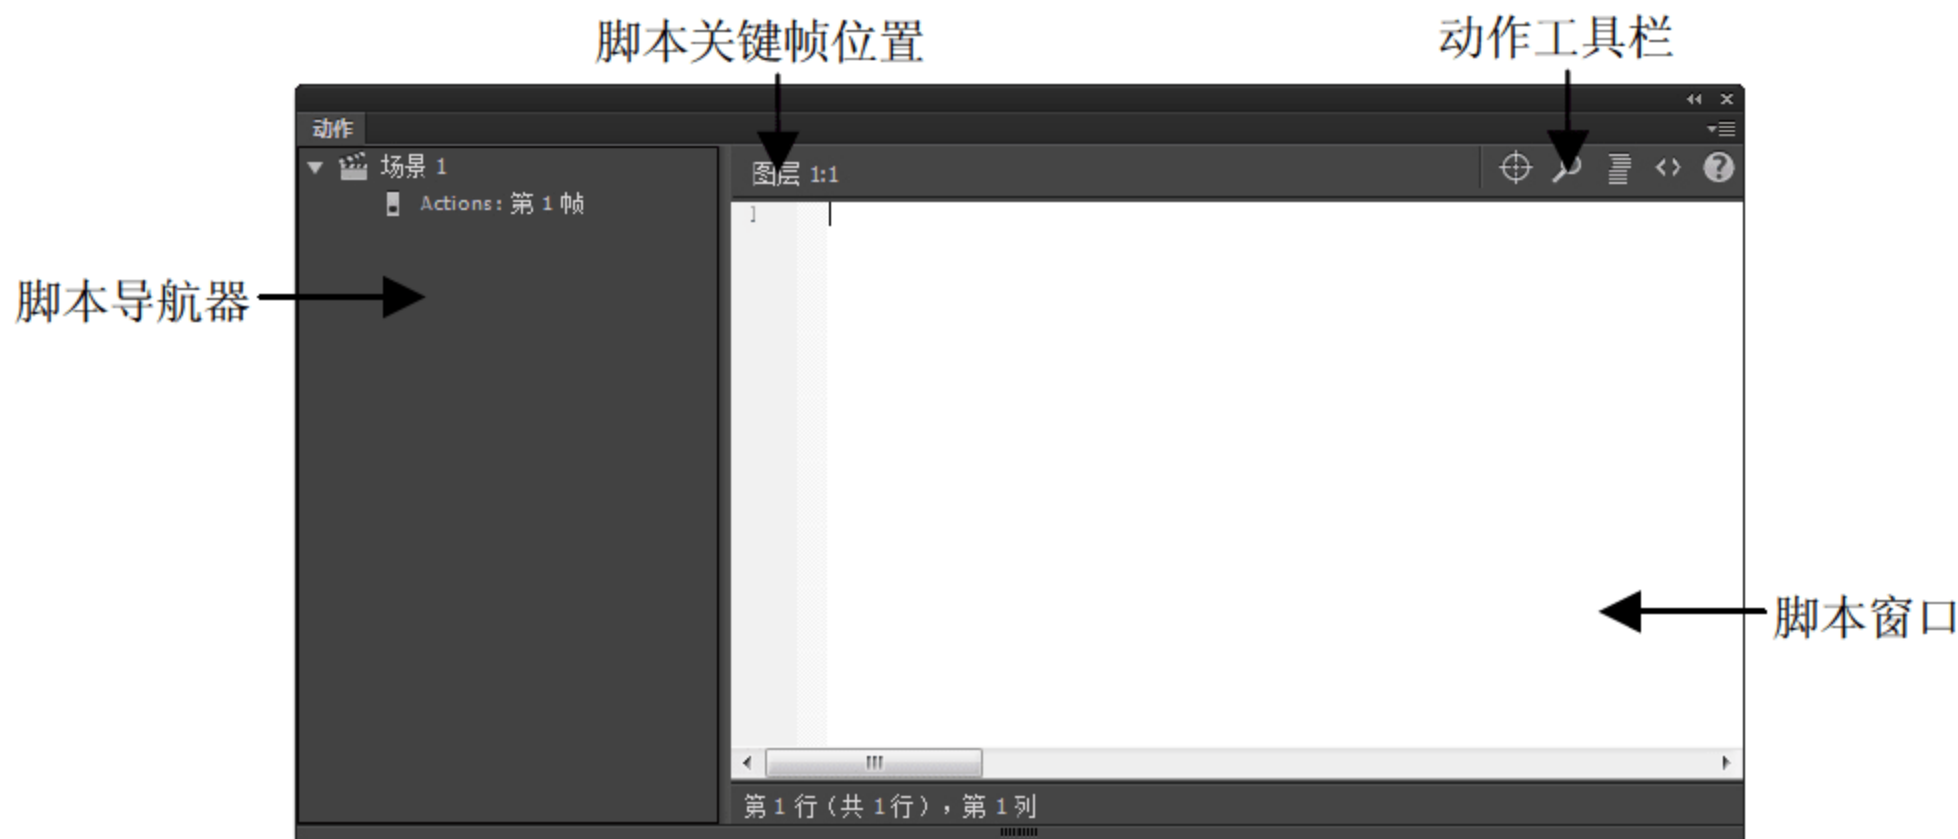 脚本关键帧位置
动作工具栏
动作
场景 1
图层 1:1
Actions: 第 1 帧
1
脚本导航器
脚本窗口
第 1 行（共 1行），第 1 列